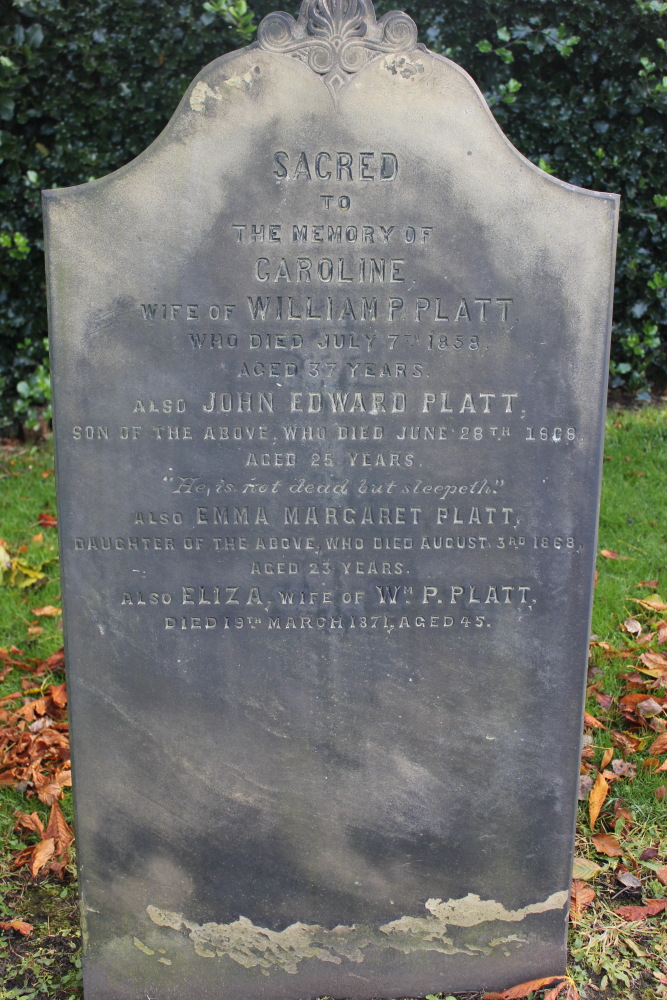 SACRED
TO
THE MEMORY OF
CAROLINE,
WIFE OF WILLIAM P. PLATT,
WHO DIED JULY 7TH 1858,
AGED 37 YEARS.
ALSO JOHN EDWARD PLATT,
SON OF THE ABOVE, WHO DIED JUNE 28TH 1868,
AGED 25 YEARS.
"He, is not dead but sleepeth."
ALSO EMMA MARGARET PLATT,
DAUGHTER OF THE ABOVE, WHO DIED AUGUST 3RD 1868,
AGED 23 YEARS.
ALSO ELIZA, WIFE OF WM P. PLATT,
DIED 19TH MARCH 1871, AGED 45.